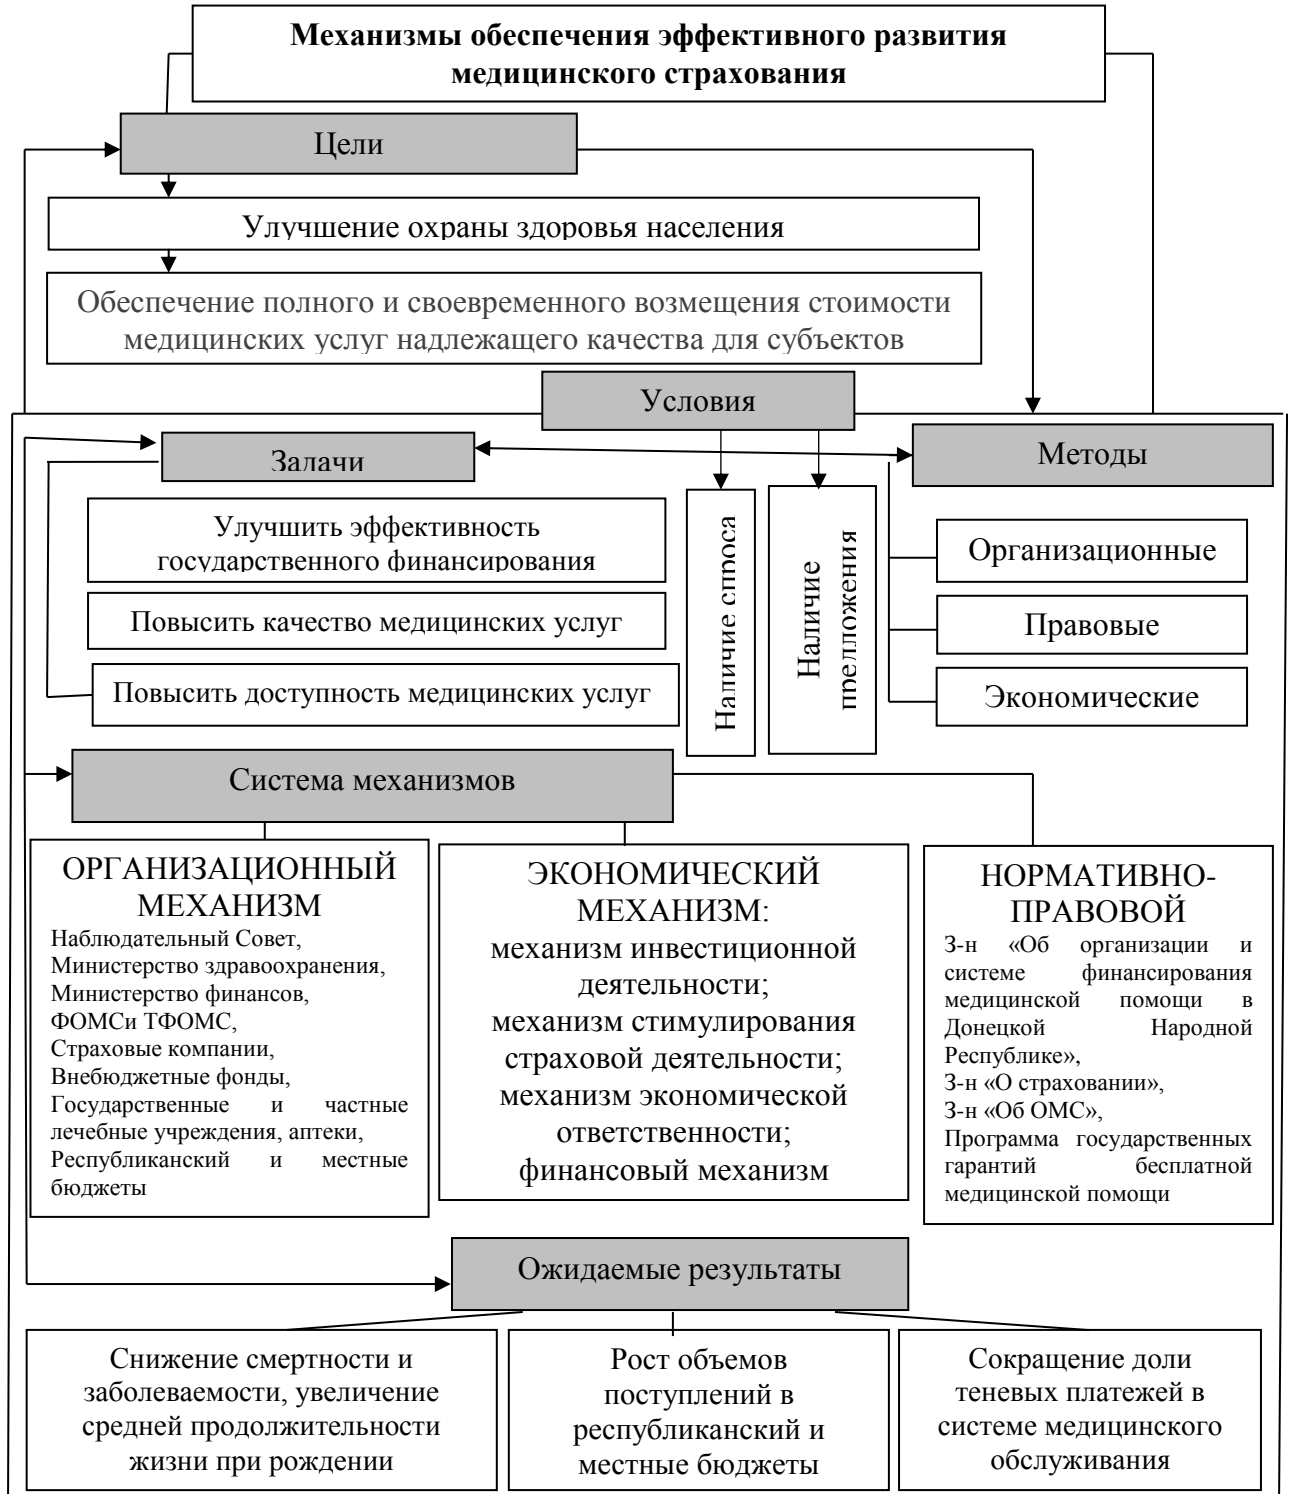 Механизмы обеспечения эффективного развития
медицинского страхования
Цели
Улучшение охраны здоровья населения
Обеспечение полного и своевременного возмещения стоимости
медицинских услуг надлежащего качества для субъектов
Условия
Задачи
Методы
Улучшить эффективность
государственного финансирования
Повысить качество медицинских услуг
Повысить доступность медицинских услуг
Наличие спроса
Наличие
предложения
Организационные
Правовые
Экономические
Система механизмов
ОРГАНИЗАЦИОННЫЙ
МЕХАНИЗМ
Наблюдательный Совет,
Министерство здравоохранения,
Министерство финансов,
ФОМСи ТФОМС,
Страховые компании,
Внебюджетные фонды,
Государственные и частные
лечебные учреждения, аптеки,
Республиканский и местные
бюджеты
ЭКОНОМИЧЕСКИЙ
МЕХАНИЗМ:
механизм инвестиционной
деятельности;
механизм стимулирования
страховой деятельности;
механизм экономической
ответственности;
финансовый механизм
НОРМАТИВНО-
ПРАВОВОЙ
З-н «Об организации и
системе финансирования
медицинской помощи в
Донецкой Народной
Республике»,
З-н «О страховании»,
З-н «Об ОМС»,
Программа государственных
гарантий бесплатной
медицинской помощи
Ожидаемые результаты
Снижение смертности и
заболеваемости, увеличение
средней продолжительности
жизни при рождении
Рост объемов
поступлений в
республиканский и
местные бюджеты
Сокращение доли
теневых платежей в
системе медицинского
обслуживания